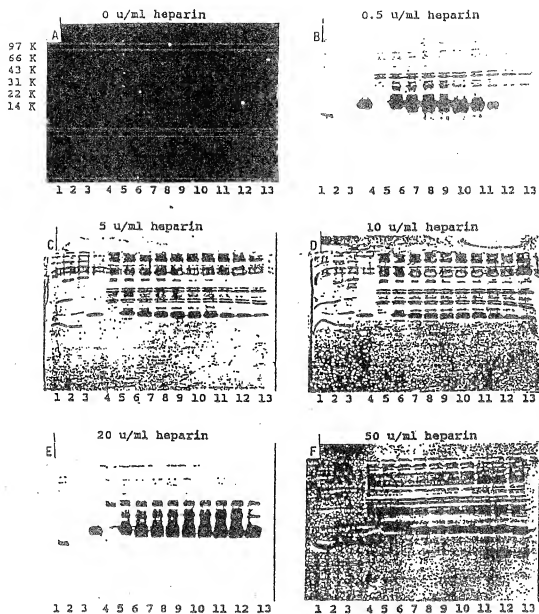 0 u/ml heparin
A
97 K
66 K
43 K
31 K
22 K
14 K
1 2 3 4 5 6 7 8 9 10 11 12 13
0.5 u/ml heparin
B
1 2 3 4 5 6 7 8 9 10 11 12 13
5 u/ml heparin
C
1 2 3 4 5 6 7 8 9 10 11 12 13
10 u/ml heparin
D
1 2 3 4 5 6 7 8 9 10 11 12 13
20 u/ml heparin
E
1 2 3 4 5 6 7 8 9 10 11 12 13
50 u/ml heparin
F
1 2 3 4 5 6 7 8 9 10 11 12 13